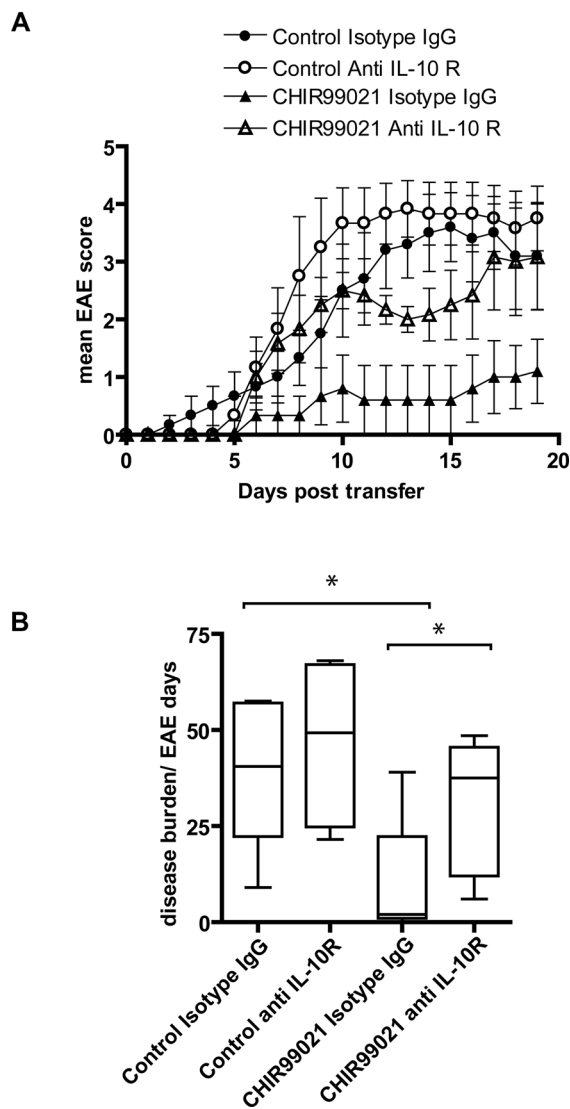 A
Control Isotype IgG
Control Anti IL-10 R
CHIR99021 Isotype IgG
CHIR99021 Anti IL-10 R
5
4
3
2
1
0
mean EAE score
0 5 10 15 20
Days post transfer
B
*
*
75
50
25
0
disease burden/ EAE days
Control Isotype IgG
Control anti IL-10R
CHIR99021 Isotype IgG
CHIR99021 anti IL-10R